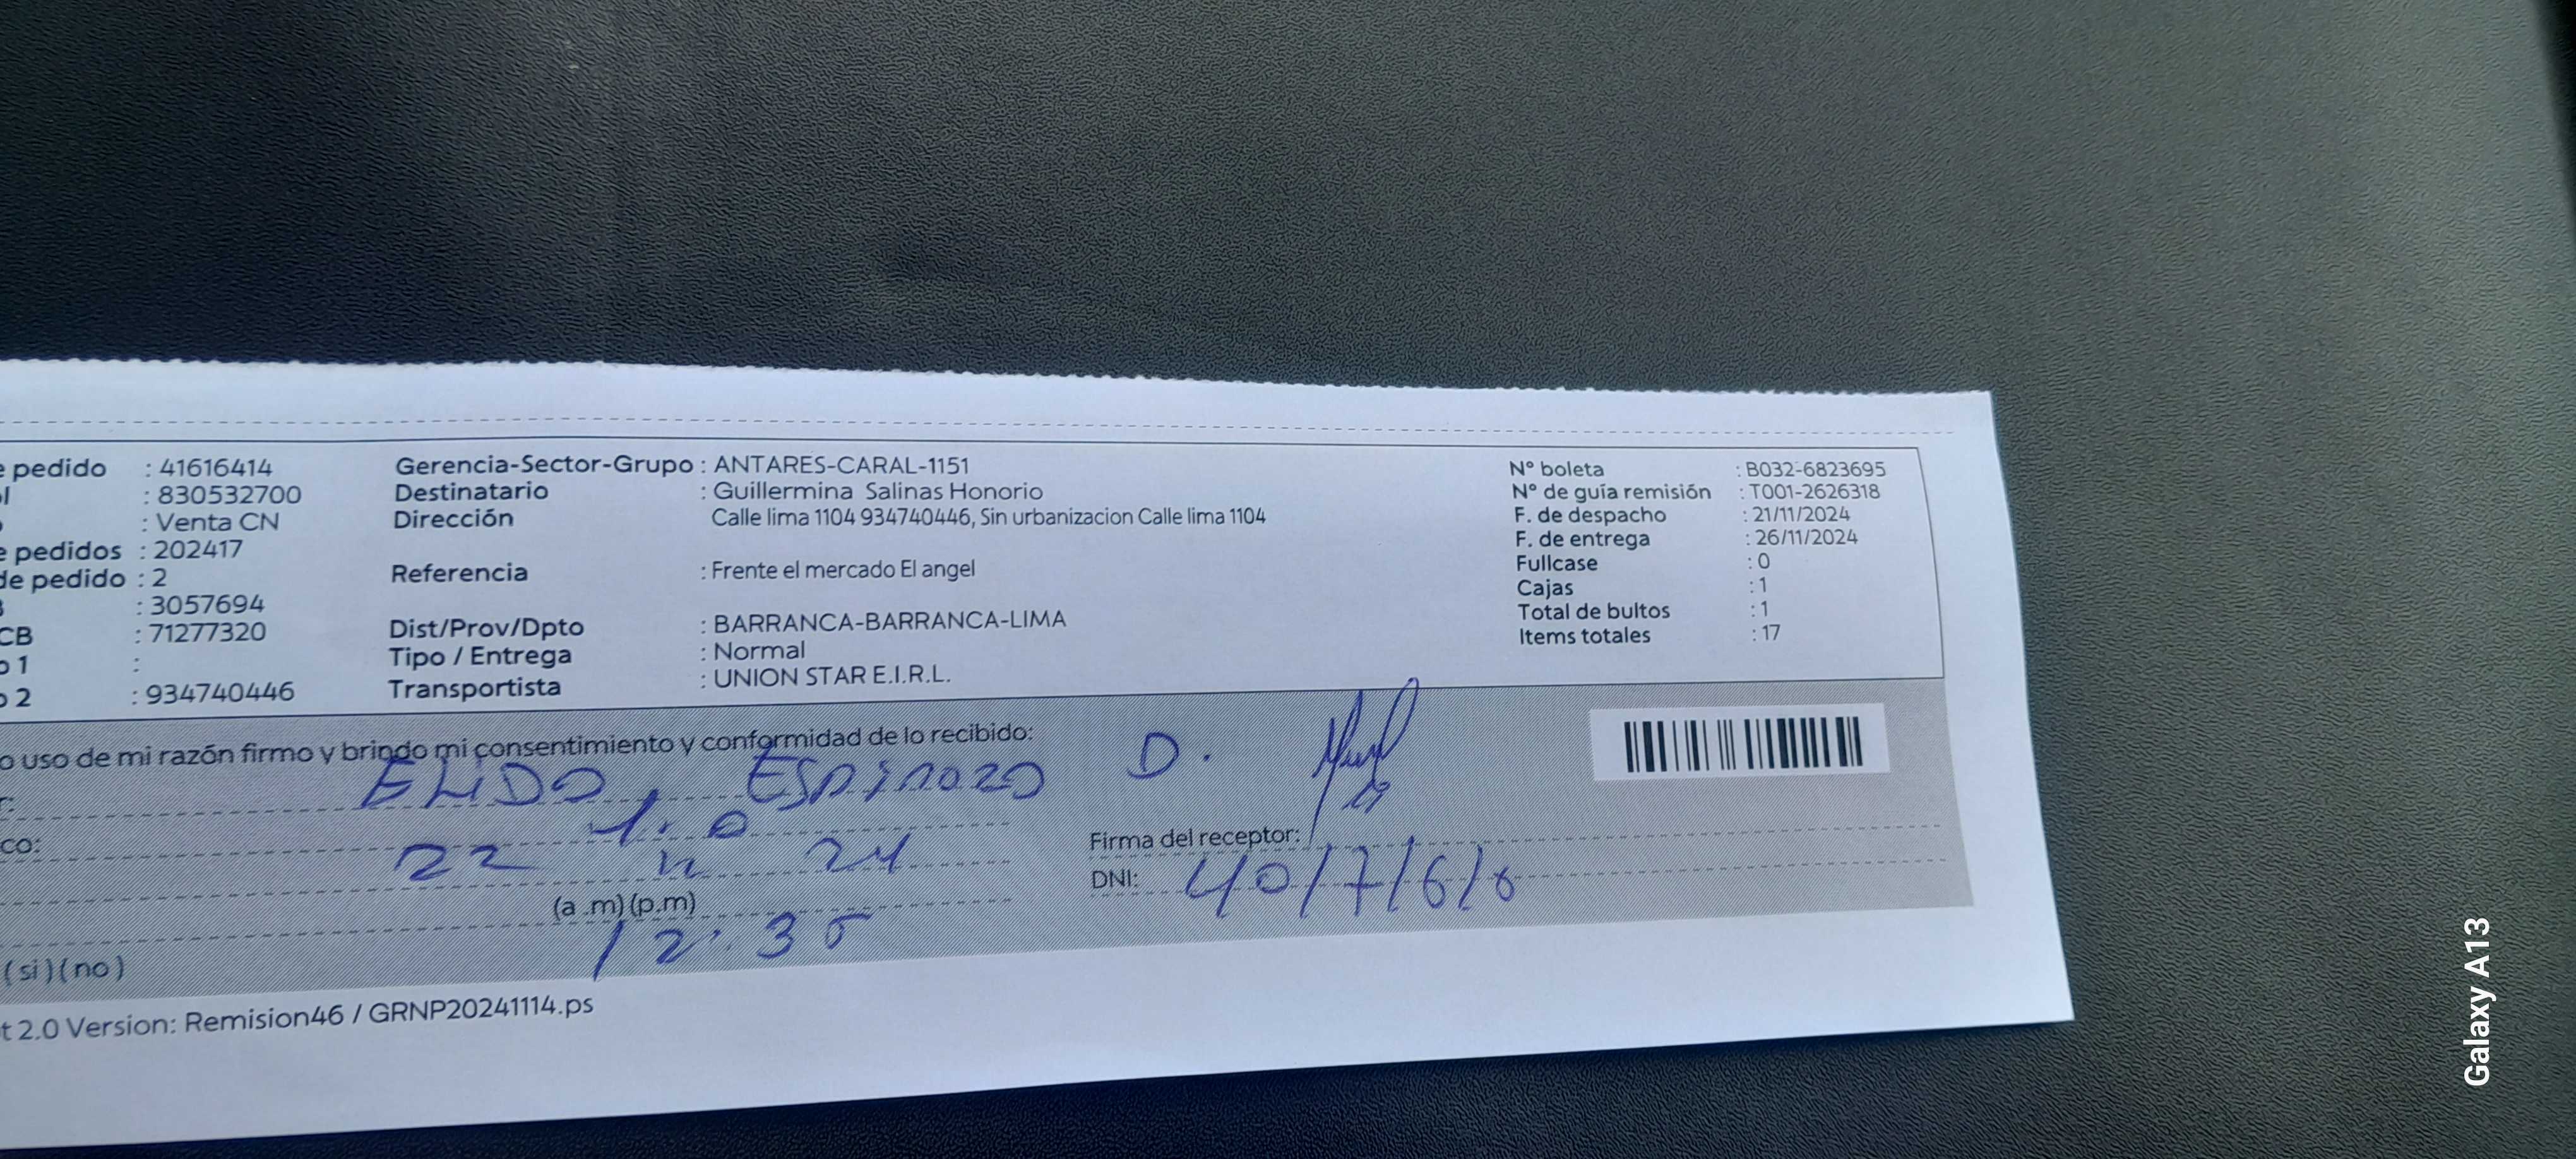 e pedido : 41616414
: 830532700
: Venta CN
e pedidos : 202417
de pedido : 2
: 3057694
CB : 71277320
o 1 :
o 2 : 934740446
Gerencia-Sector-Grupo : ANTARES-CARAL-1151
Destinatario : Guillermina Salinas Honorio
Dirección Calle lima 1104 934740446, Sin urbanizacion Calle lima 1104
Referencia : Frente el mercado El angel
Dist/Prov/Dpto : BARRANCA-BARRANCA-LIMA
Tipo / Entrega : Normal
Transportista : UNION STAR E.I.R.L.
N° boleta : B032-6823695
N° de guía remisión : T001-2626318
F. de despacho : 21/11/2024
F. de entrega : 26/11/2024
Fullcase : 0
Cajas : 1
Total de bultos : 1
Items totales : 17
o uso de mi razón firmo y brindo mi consentimiento y conformidad de lo recibido:
D.
co:
22 11 24
(a .m) (p.m)
12:35
(si) (no)
Firma del receptor:
DNI:
t 2.0 Version: Remision46 / GRNP20241114.ps
Galaxy A13